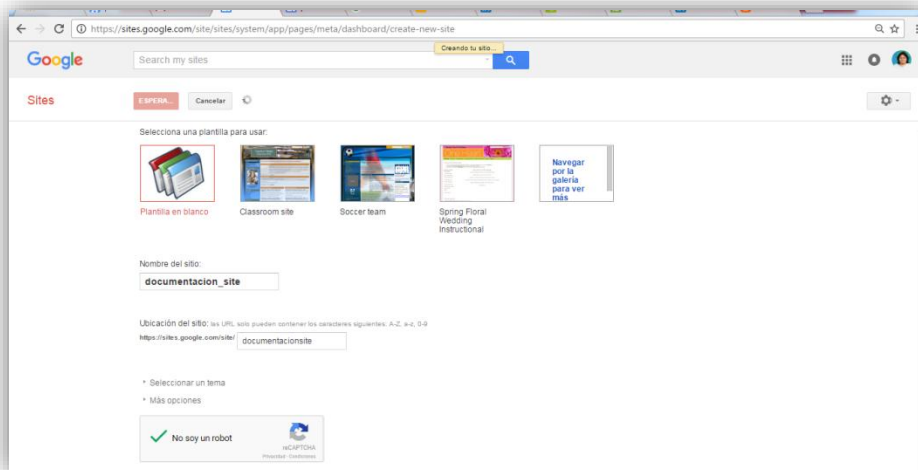 https://sites.google.com/site/sites/system/app/pages/meta/dashboard/create-new-site
Creando tu sitio...
Google
Search my sites
Sites
ESPERA...
Cancelar
Selecciona una plantilla para usar:
Navegar
por la
galería
para ver
más
Plantilla en blanco
Classroom site
Soccer team
Spring Floral
Wedding
Instructional
Nombre del sitio:
documentacion_site
Ubicación del sitio: las URL solo pueden contener los caracteres siguientes: A-Z, a-z, 0-9
https://sites.google.com/site/ documentacionsite
Seleccionar un tema
Más opciones
No soy un robot
reCAPTCHA
Privacidad - Condiciones